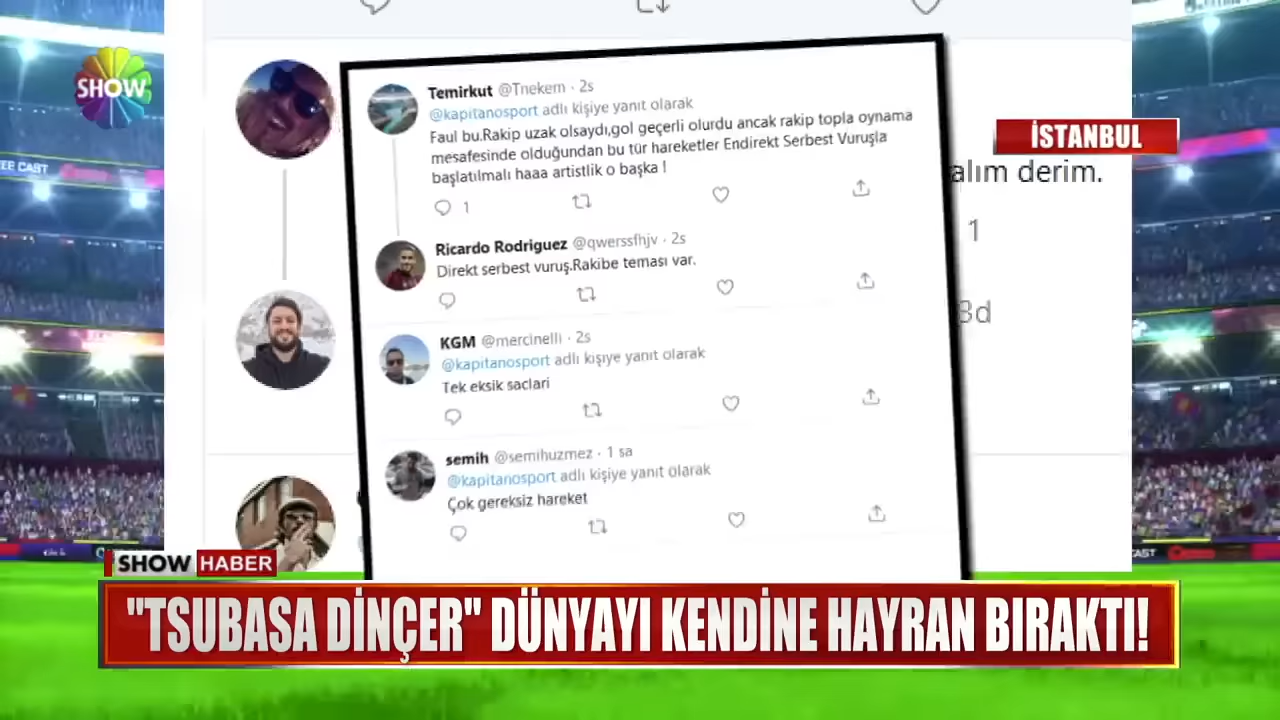 SHOW
İSTANBUL
EE CAST
Temirkut @Tnekem · 2s
@kapitanosport adlı kişiye yanıt olarak
Faul bu.Rakip uzak olsaydı,gol geçerli olurdu ancak rakip topla oynama
mesafesinde olduğundan bu tür hareketler Endirekt Serbest Vuruşla
başlatılmalı haaa artistlik o başka !
1
alım derim.
1
Ricardo Rodriguez @qwerssfhjv · 2s
Direkt serbest vuruş.Rakibe teması var.
3d
KGM @mercinelli · 2s
@kapitanosport adlı kişiye yanıt olarak
Tek eksik saclari
semih @semihuzmez · 1 sa
@kapitanosport adlı kişiye yanıt olarak
Çok gereksiz hareket
CAST
SHOW HABER
"TSUBASA DİNÇER" DÜNYAYI KENDİNE HAYRAN BIRAKTI!